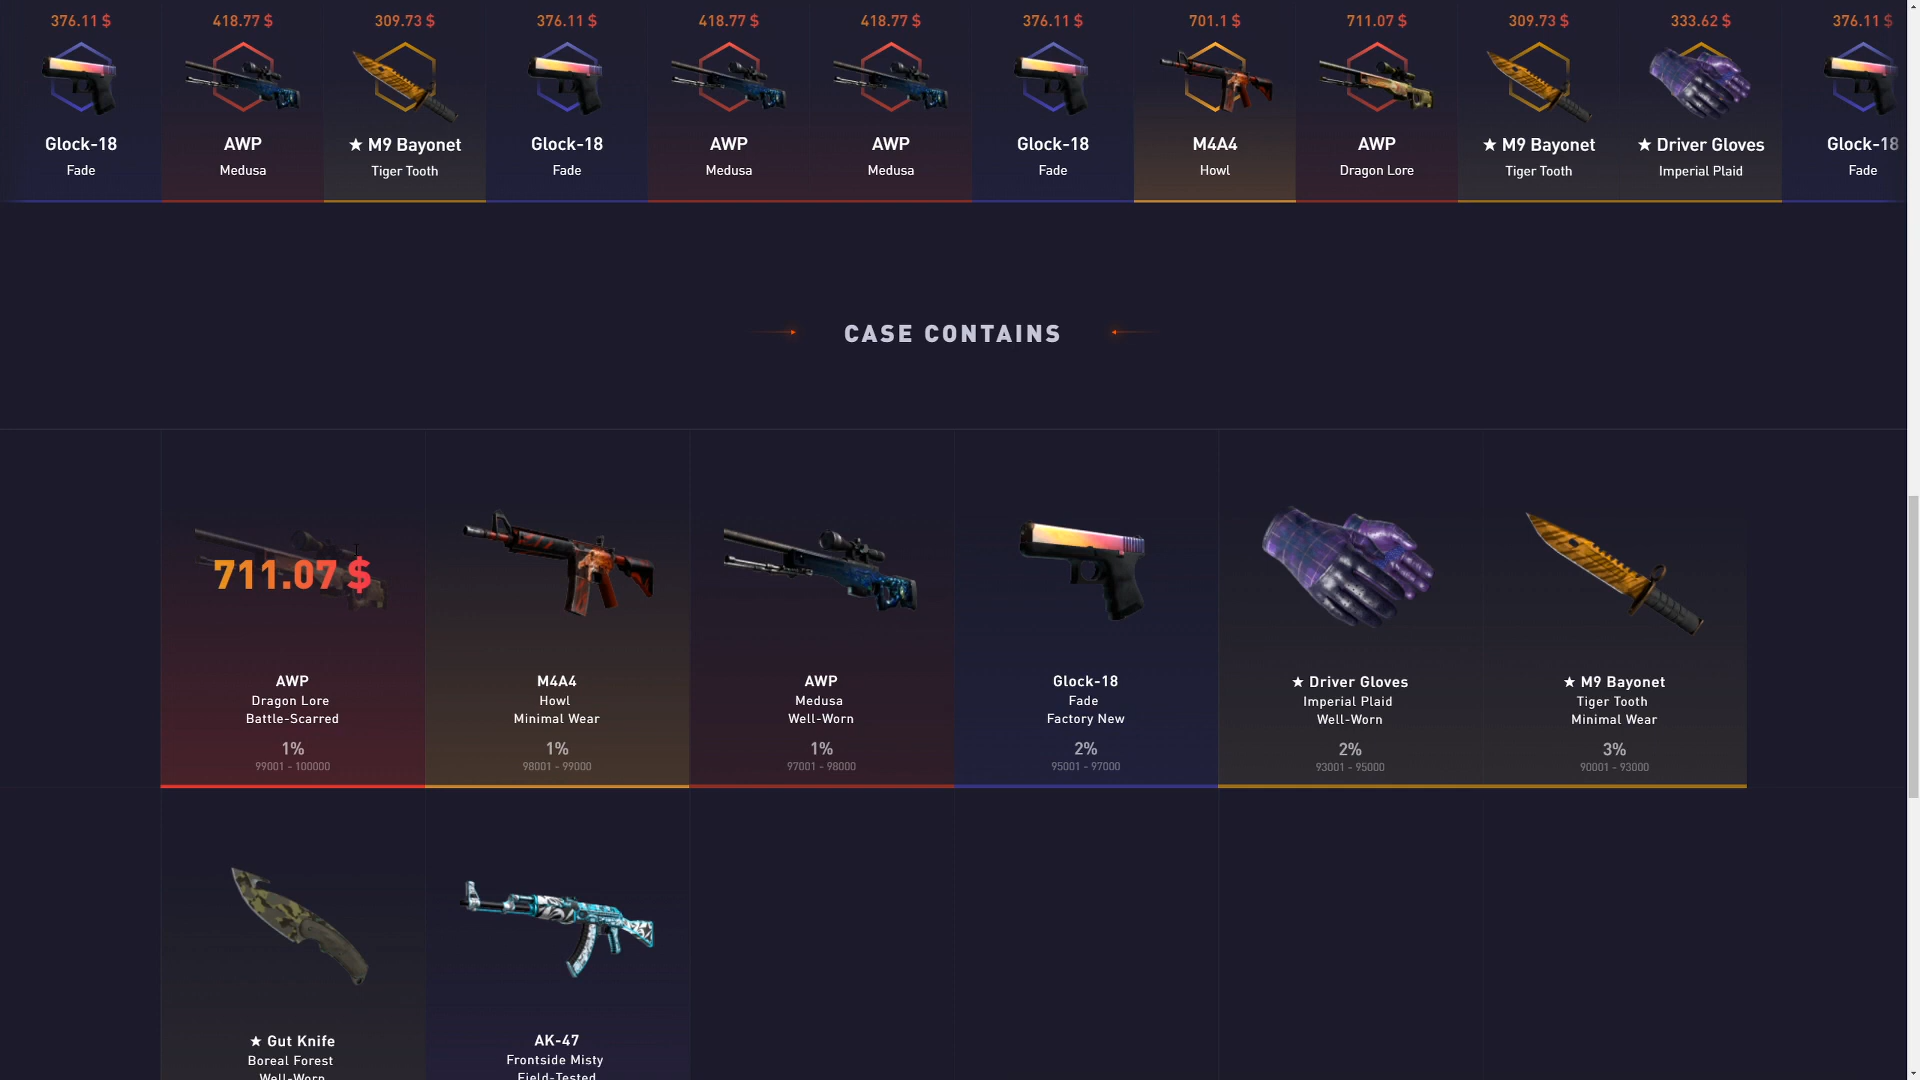 376.11 $ 418.77 $ 309.73 $ 376.11 $ 418.77 $ 418.77 $ 376.11 $ 701.1 $ 711.07 $ 309.73 $ 333.62 $ 376.11 $
Glock-18 AWP ★ M9 Bayonet Glock-18 AWP AWP Glock-18 M4A4 AWP ★ M9 Bayonet ★ Driver Gloves Glock-18
Fade Medusa Tiger Tooth Fade Medusa Medusa Fade Howl Dragon Lore Tiger Tooth Imperial Plaid Fade
CASE CONTAINS
711.07 $
AWP M4A4 AWP Glock-18 ★ Driver Gloves ★ M9 Bayonet
Dragon Lore Howl Medusa Fade Imperial Plaid Tiger Tooth
Battle-Scarred Minimal Wear Well-Worn Factory New Well-Worn Minimal Wear
1% 1% 1% 2% 2% 3%
99001 - 100000 98001 - 99000 97001 - 98000 95001 - 97000 93001 - 95000 90001 - 93000
★ Gut Knife AK-47
Boreal Forest Frontside Misty
Well-Worn Field-Tested